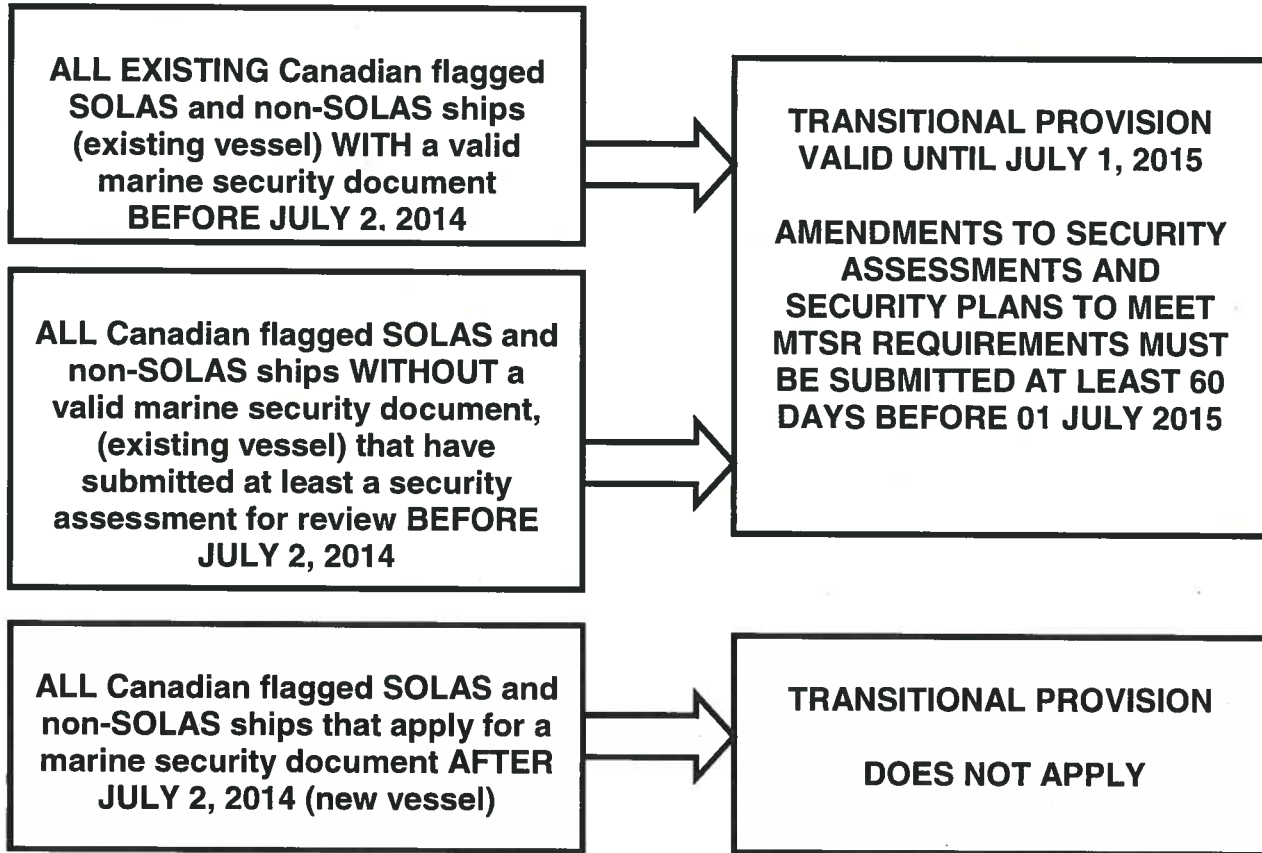 ALL EXISTING Canadian flagged
SOLAS and non-SOLAS ships
(existing vessel) WITH a valid
marine security document
BEFORE JULY 2, 2014
ALL Canadian flagged SOLAS and
non-SOLAS ships WITHOUT a
valid marine security document,
(existing vessel) that have
submitted at least a security
assessment for review BEFORE
JULY 2, 2014
ALL Canadian flagged SOLAS and
non-SOLAS ships that apply for a
marine security document AFTER
JULY 2, 2014 (new vessel)
TRANSITIONAL PROVISION
VALID UNTIL JULY 1, 2015
AMENDMENTS TO SECURITY
ASSESSMENTS AND
SECURITY PLANS TO MEET
MTSR REQUIREMENTS MUST
BE SUBMITTED AT LEAST 60
DAYS BEFORE 01 JULY 2015
TRANSITIONAL PROVISION
DOES NOT APPLY